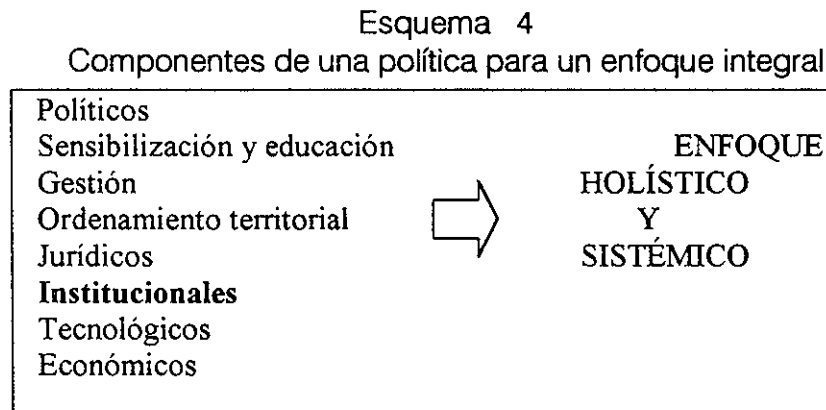 Esquema 4
Componentes de una política para un enfoque integral
Políticos
Sensibilización y educación
Gestión
Ordenamiento territorial
Jurídicos
Institucionales
Tecnológicos
Económicos
ENFOQUE
HOLÍSTICO
Y
SISTÉMICO